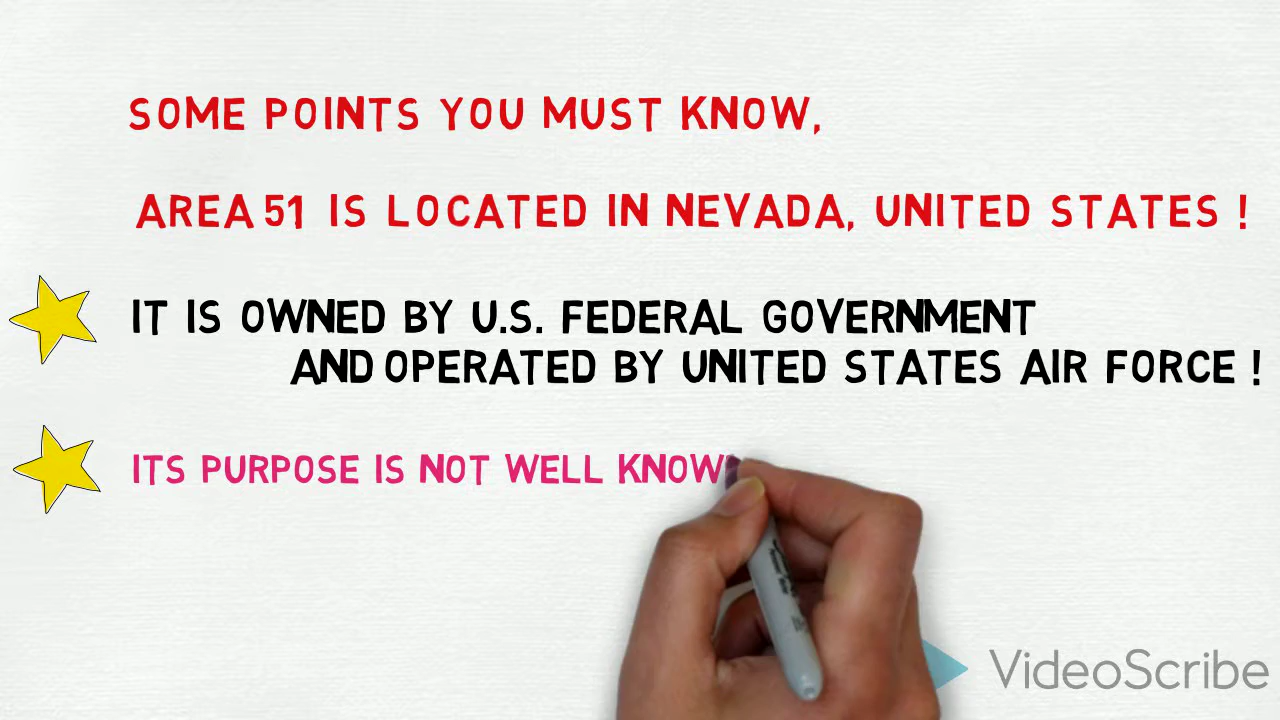 SOME POINTS YOU MUST KNOW,
AREA 51 IS LOCATED IN NEVADA, UNITED STATES !
IT IS OWNED BY U.S. FEDERAL GOVERNMENT
AND OPERATED BY UNITED STATES AIR FORCE !
ITS PURPOSE IS NOT WELL KNOW
VideoScribe